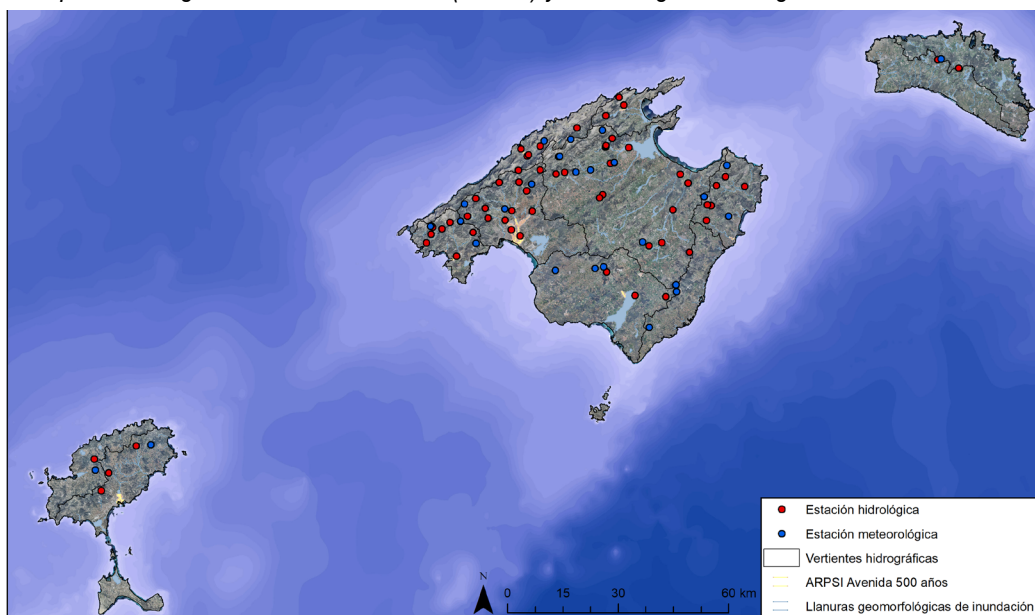 Estación hidrológica
Estación meteorológica
Vertientes hidrográficas
ARPSI Avenida 500 años
Llanuras geomorfológicas de inundación
N
0 15 30 60 km